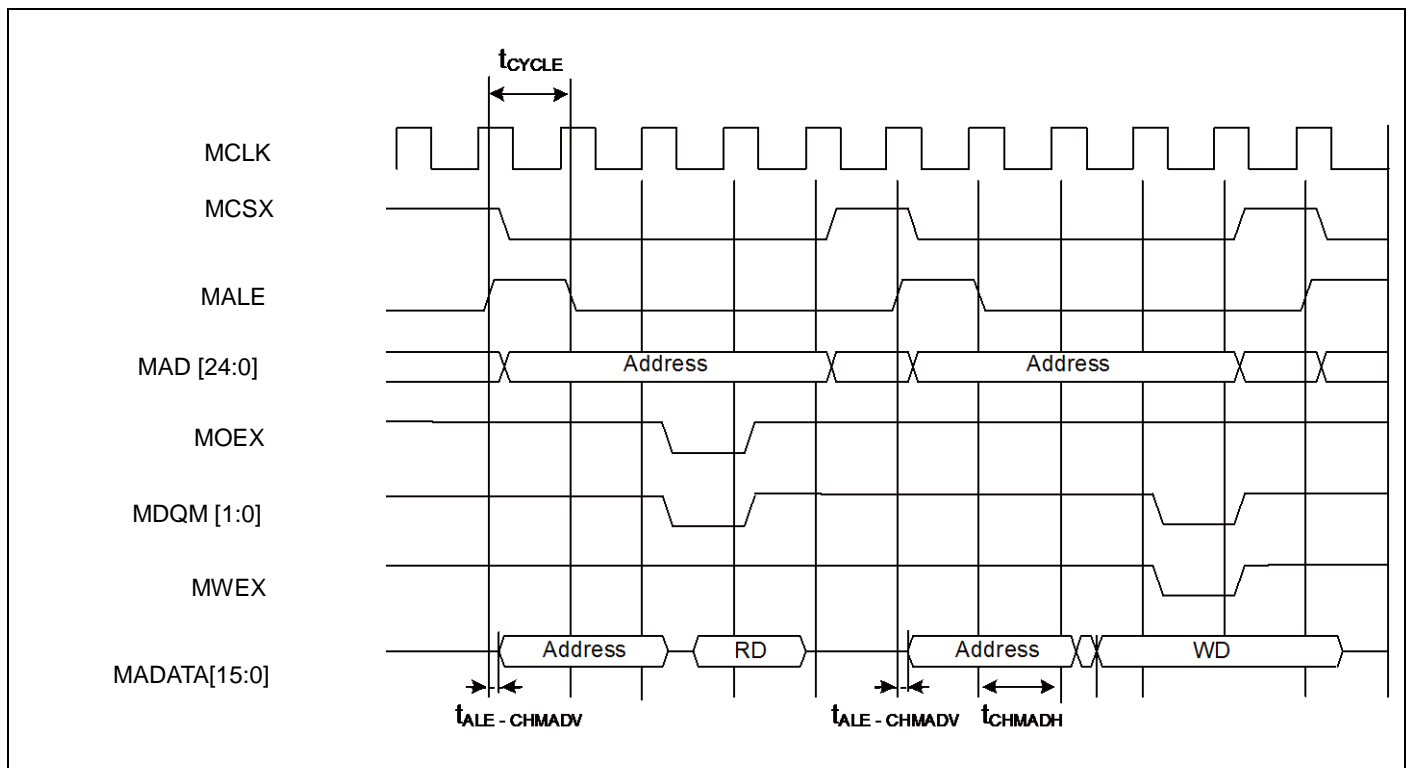 tCYCLE
MCLK
MCSX
MALE
MAD [24:0] Address Address
MOEX
MDQM [1:0]
MWEX
MADATA[15:0] Address RD Address WD
tALE - CHMADV tALE - CHMADV tCHMADH